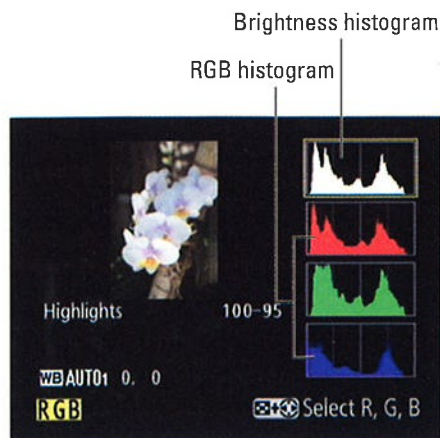 Brightness histogram
RGB histogram
Highlights 100-95
WB AUTO1 0, 0
RGB
Select R, G, B